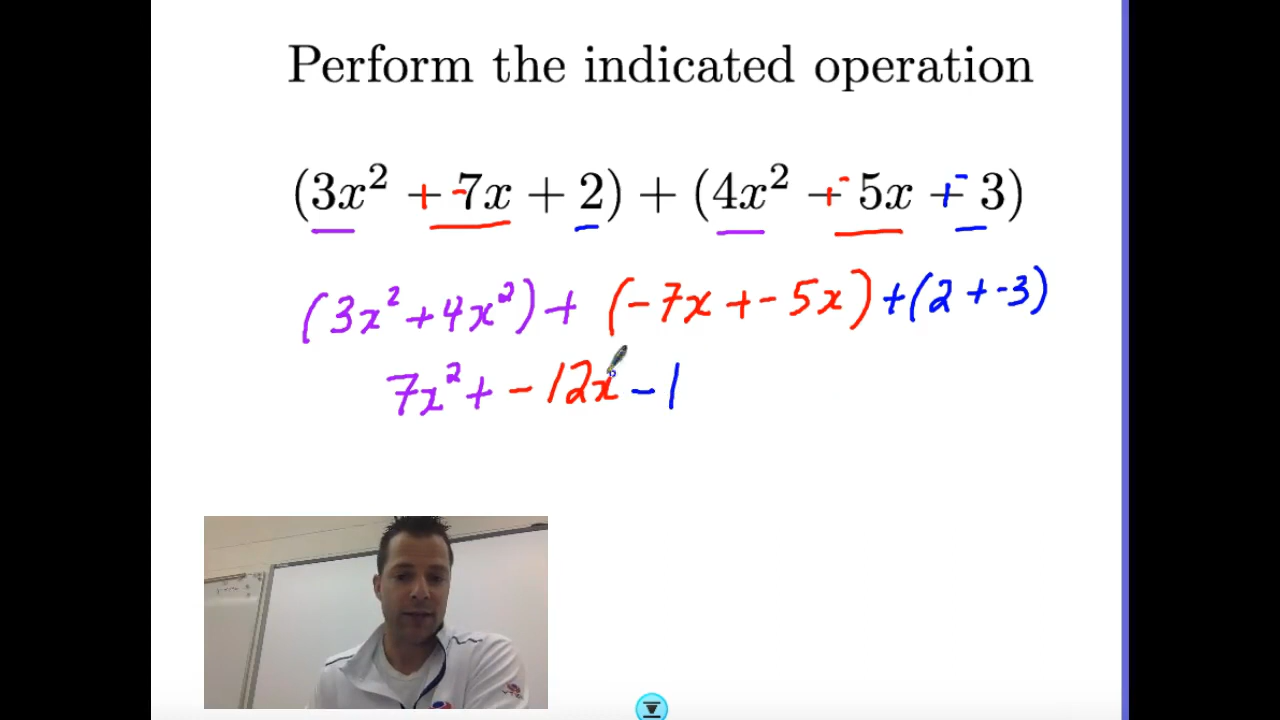 Perform the indicated operation
(3x² + -7x + 2) + (4x² + -5x + -3)
(3x² + 4x²) + (-7x + -5x) + (2 + -3)
7x² + -12x - 1